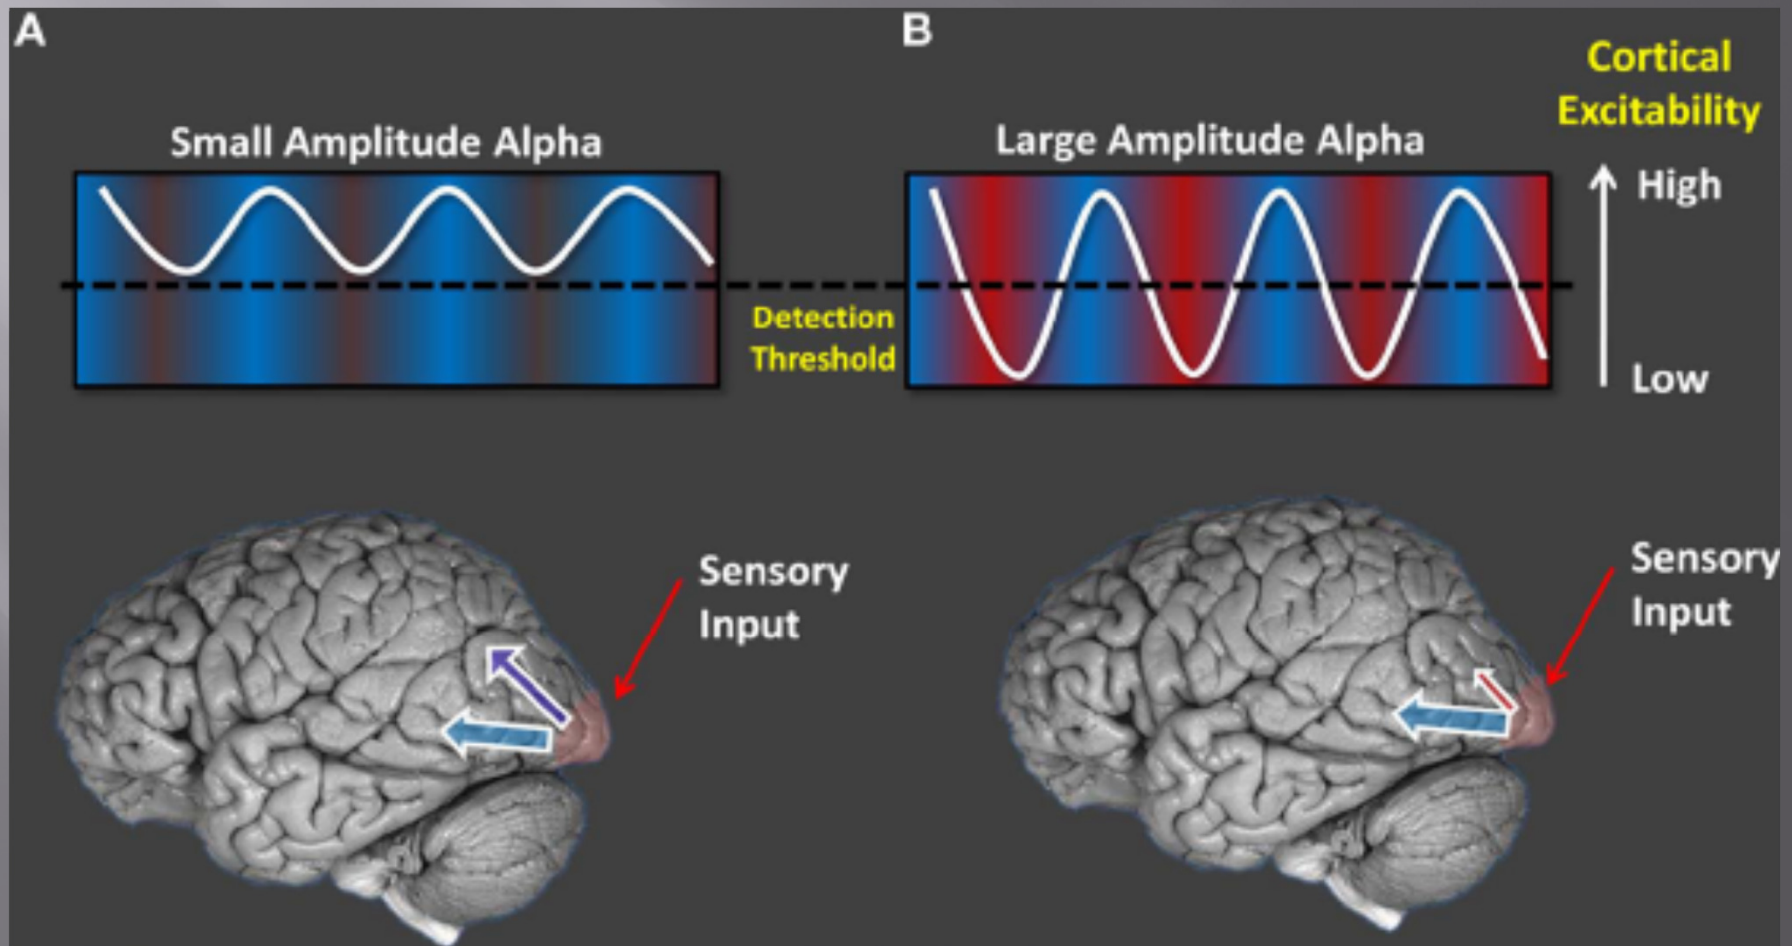 A
B
Cortical
Excitability
Small Amplitude Alpha
Large Amplitude Alpha
High
Detection
Threshold
Low
Sensory
Input
Sensory
Input